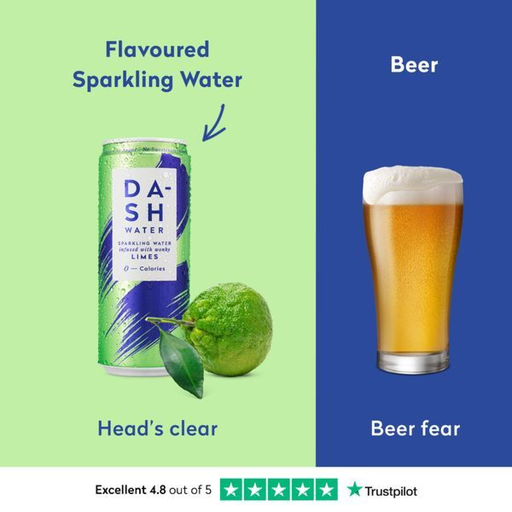 Flavoured
Sparkling Water
Beer
DA-
SH
WATER
SPARKLING WATER
infused with wonky
LIMES
0 — Calories
Head's clear
Beer fear
Excellent 4.8 out of 5
Trustpilot